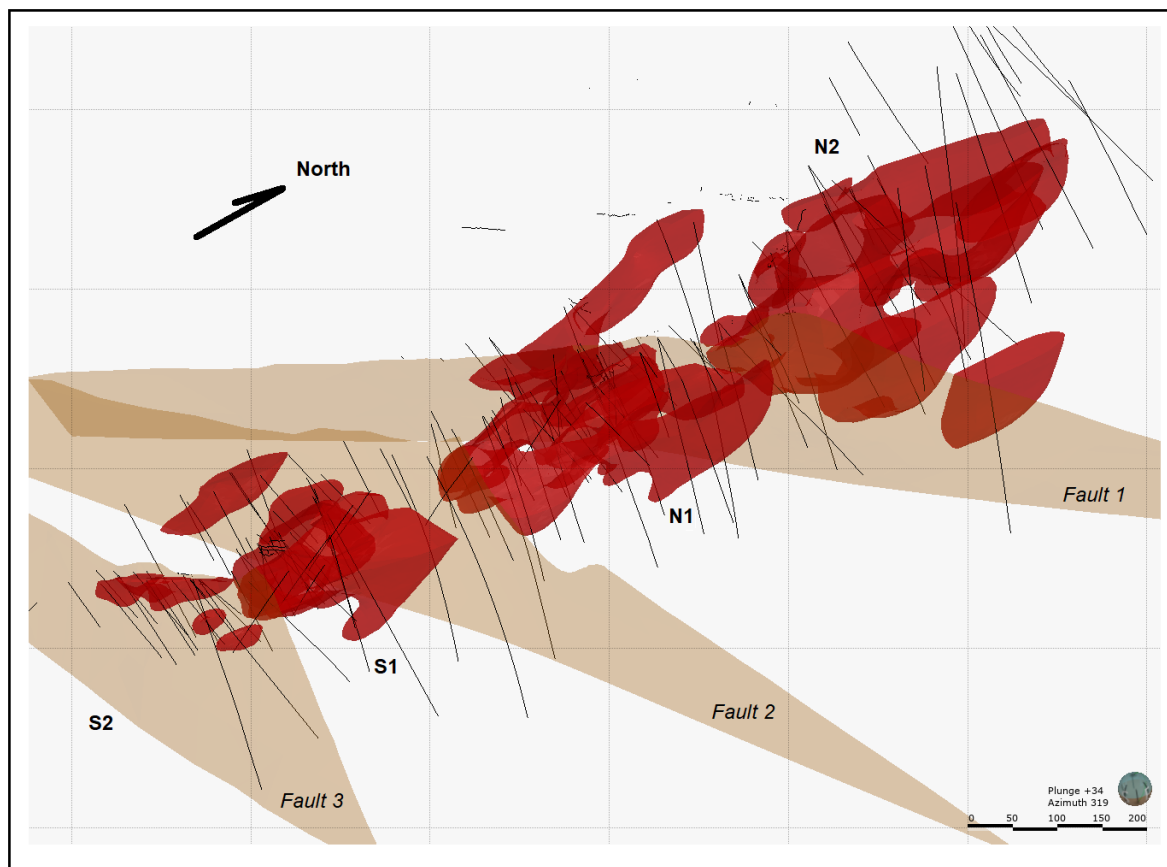 N2
North
Fault 1
N1
S1
Fault 2
S2
Fault 3
Plunge +34
Azimuth 319
0 50 100 150 200